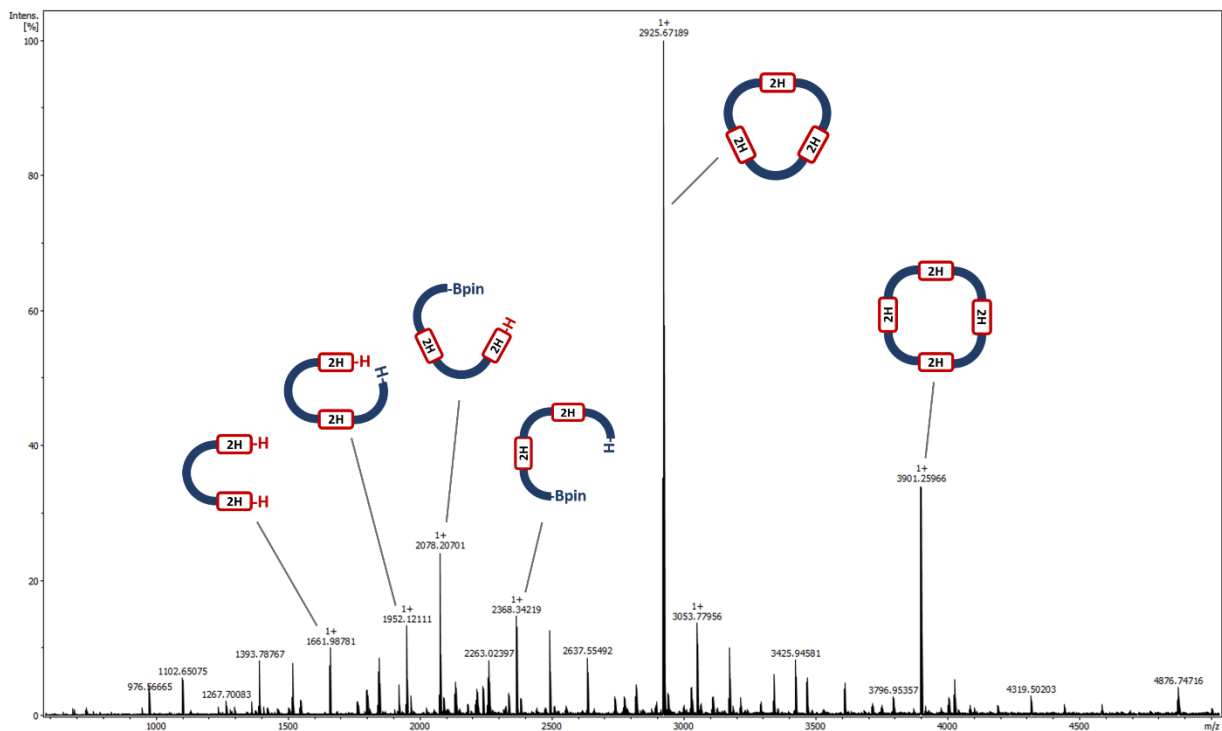 Intens.
[%]
100
80
60
40
20
0
1+
2925.67189
2H
2H
2H
-Bpin
2H
2H
-H
2H
-H
H-
2H
2H
-H
2H
-H
2H
2H
H-
-Bpin
2H
2H
2H
2H
1+
3901.25966
1+
2078.20701
1+
2368.34219
1+
1952.12111
1+
1661.98781
1+
3053.77956
976.56665
1102.65075
1267.70083
1393.78767
2263.02397
2637.55492
3425.94581
3796.95357
4319.50203
4876.74716
1000
1500
2000
2500
3000
3500
4000
4500
m/z